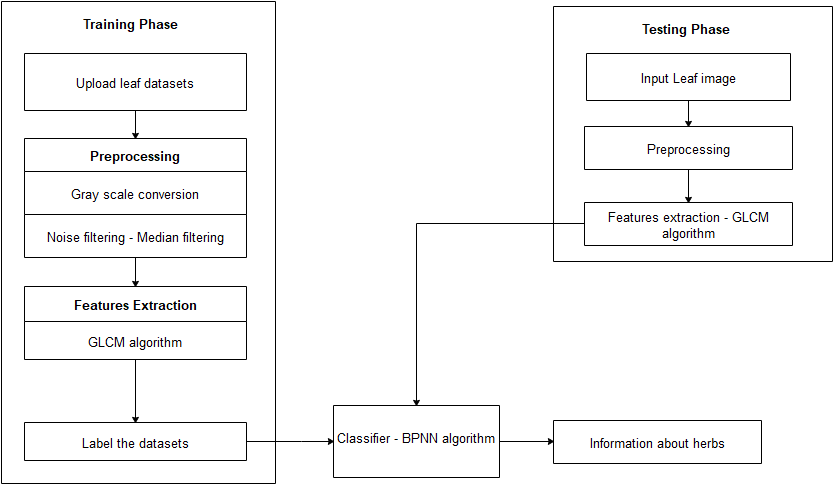 Training Phase
Upload leaf datasets
Preprocessing
Gray scale conversion
Noise filtering - Median filtering
Features Extraction
GLCM algorithm
Label the datasets
Testing Phase
Input Leaf image
Preprocessing
Features extraction - GLCM
algorithm
Classifier - BPNN algorithm
Information about herbs